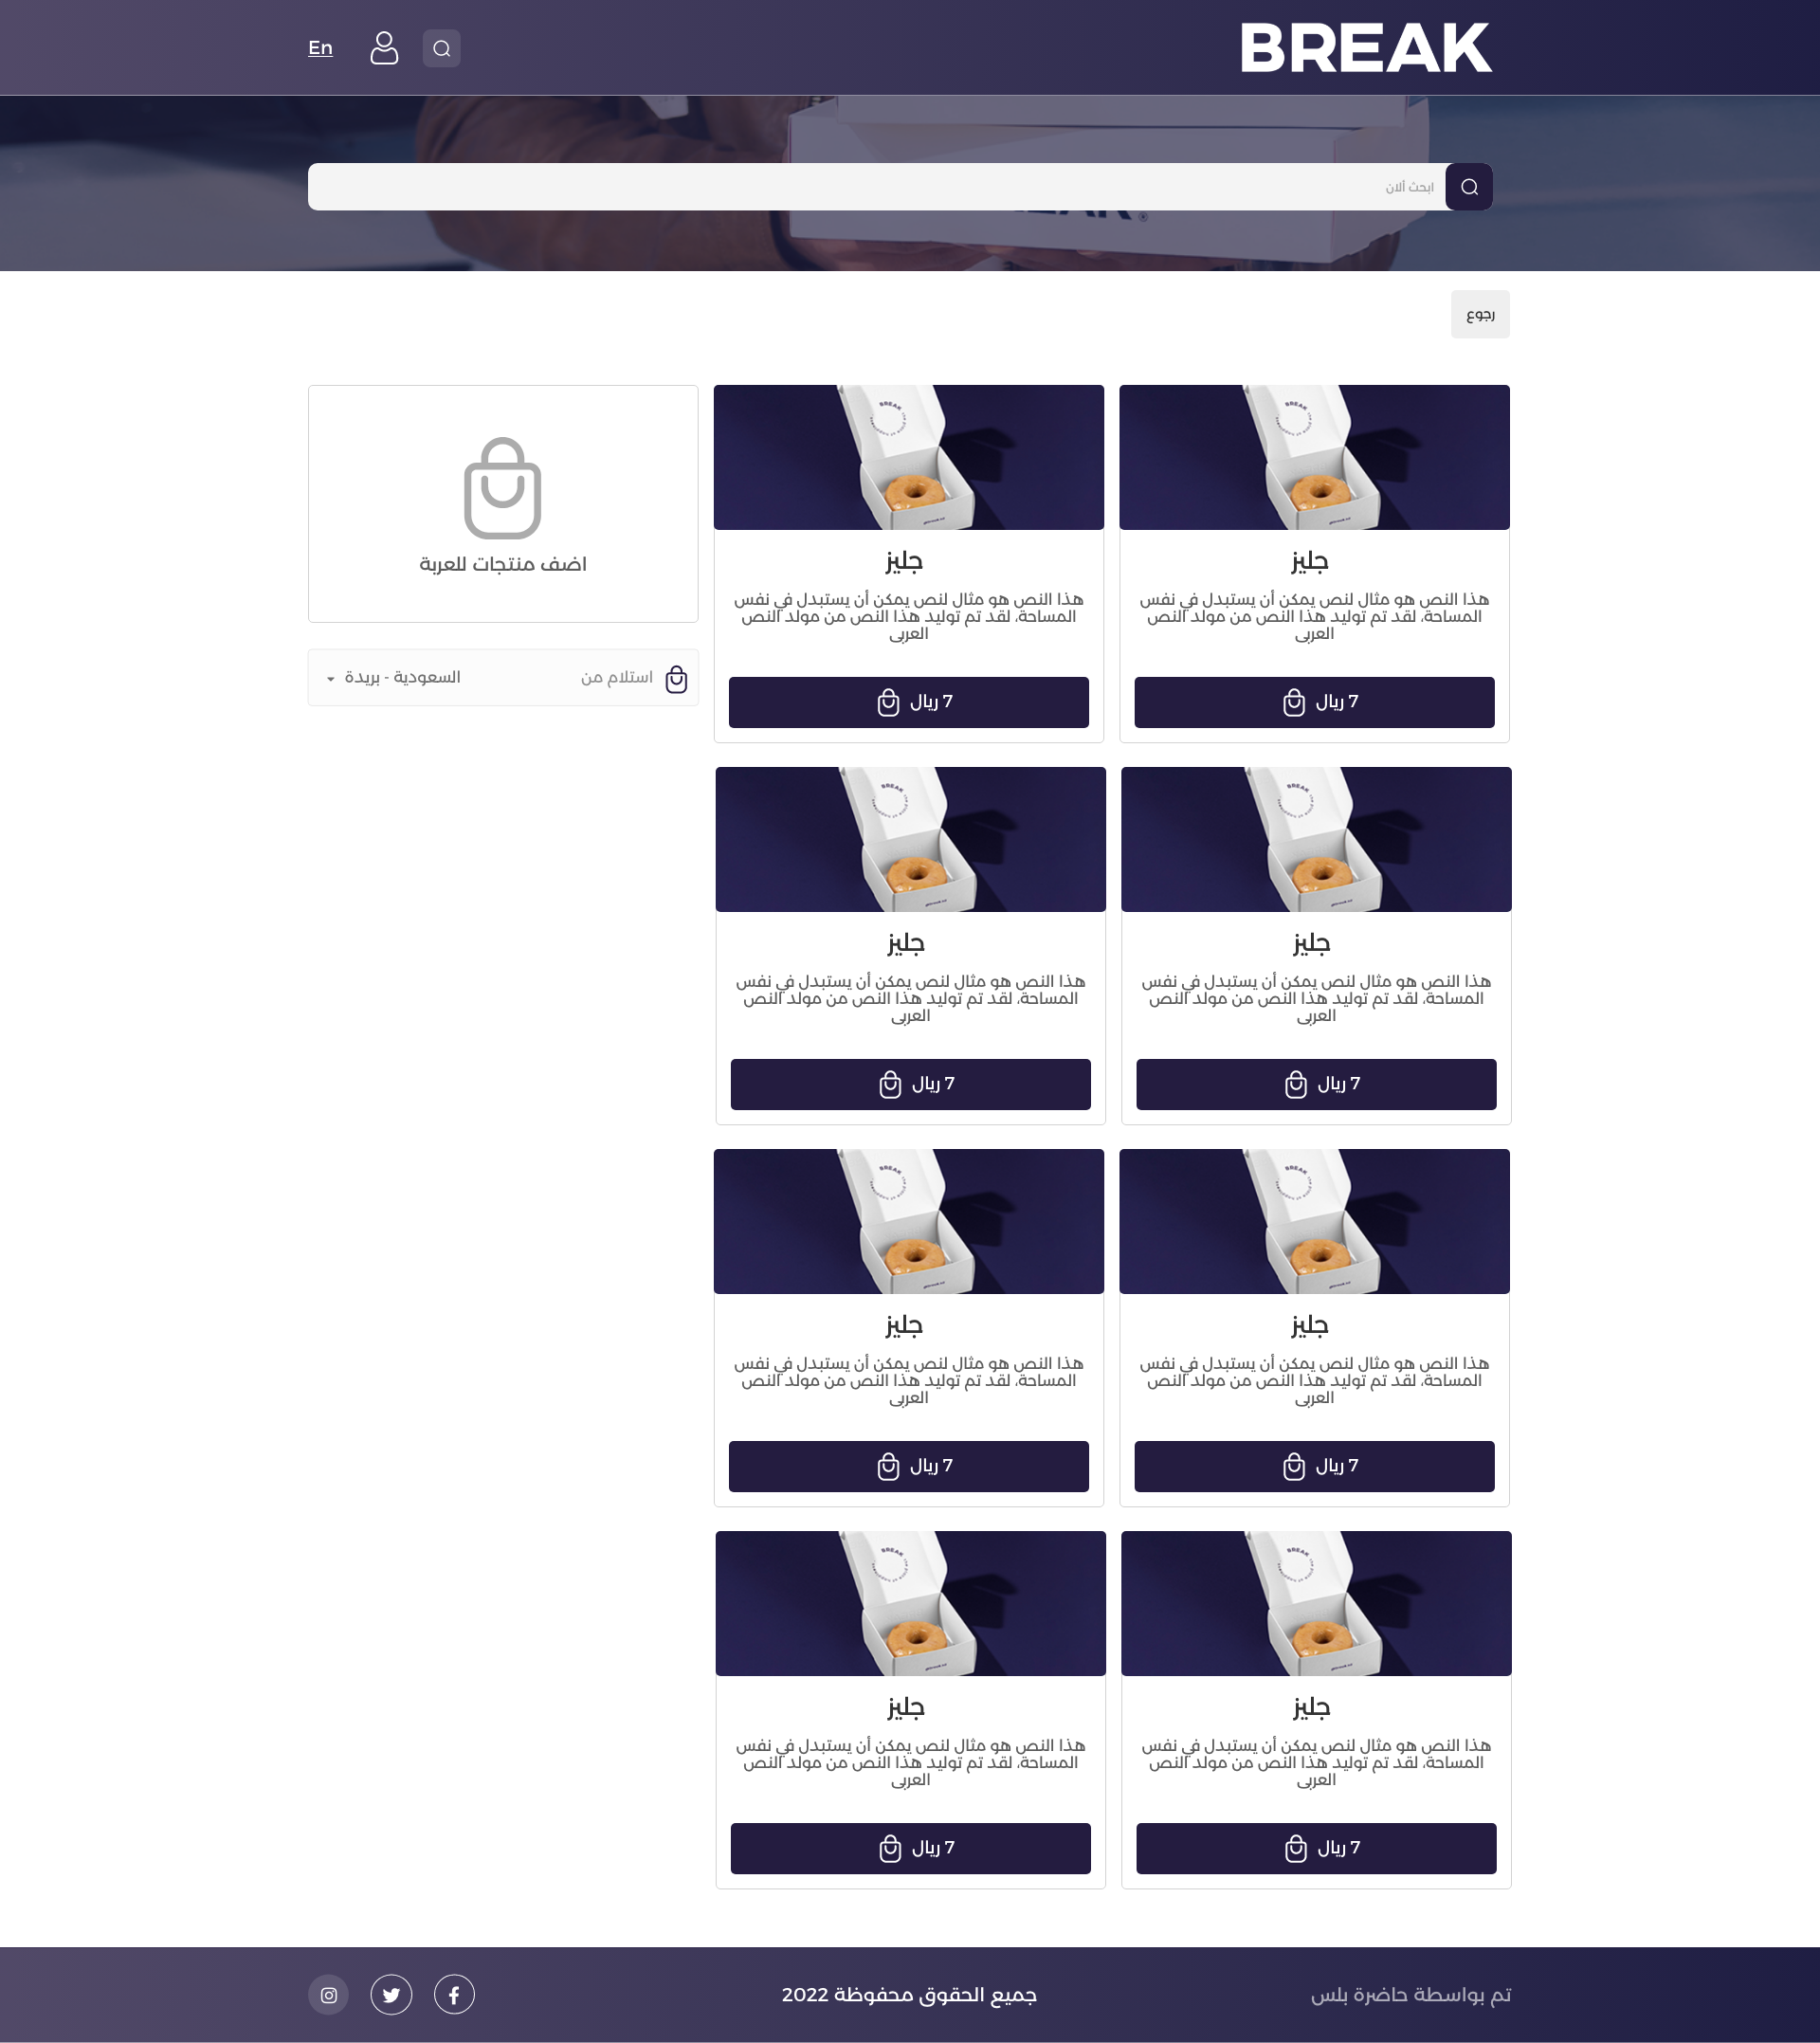 BREAK
En
ابحث ألان
رجوع
جليز
هذا النص هو مثال لنص يمكن أن يستبدل في نفس
المساحة، لقد تم توليد هذا النص من مولد النص
العربى
7 ريال
جليز
هذا النص هو مثال لنص يمكن أن يستبدل في نفس
المساحة، لقد تم توليد هذا النص من مولد النص
العربى
7 ريال
اضف منتجات للعربة
استلام من
السعودية - بريدة
جليز
هذا النص هو مثال لنص يمكن أن يستبدل في نفس
المساحة، لقد تم توليد هذا النص من مولد النص
العربى
7 ريال
جليز
هذا النص هو مثال لنص يمكن أن يستبدل في نفس
المساحة، لقد تم توليد هذا النص من مولد النص
العربى
7 ريال
جليز
هذا النص هو مثال لنص يمكن أن يستبدل في نفس
المساحة، لقد تم توليد هذا النص من مولد النص
العربى
7 ريال
جليز
هذا النص هو مثال لنص يمكن أن يستبدل في نفس
المساحة، لقد تم توليد هذا النص من مولد النص
العربى
7 ريال
جليز
هذا النص هو مثال لنص يمكن أن يستبدل في نفس
المساحة، لقد تم توليد هذا النص من مولد النص
العربى
7 ريال
جليز
هذا النص هو مثال لنص يمكن أن يستبدل في نفس
المساحة، لقد تم توليد هذا النص من مولد النص
العربى
7 ريال
تم بواسطة حاضرة بلس
جميع الحقوق محفوظة 2022